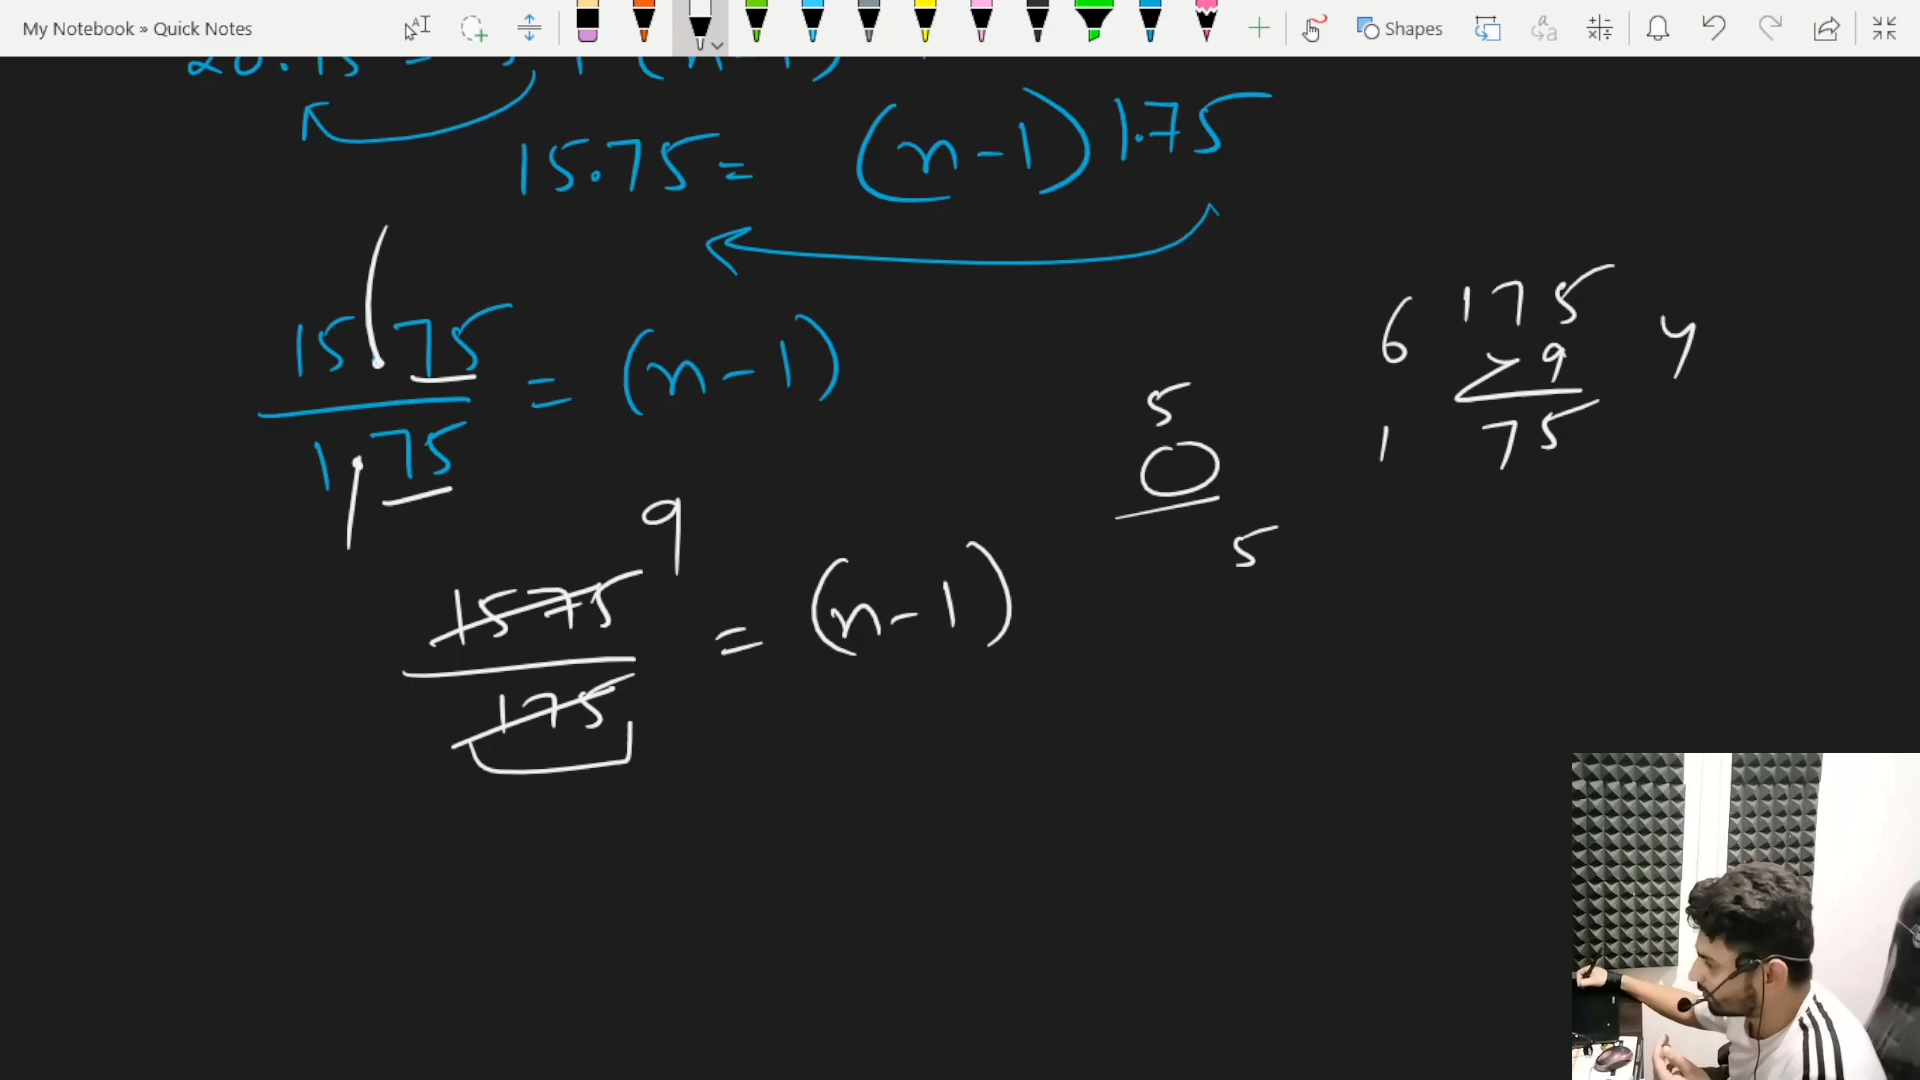 My Notebook » Quick Notes
Shapes
15.75 = (n-1) 1.75
15.75
1.75
= (n-1)
6 175 4
× 9
1 75
5
0
5
9
1575
175
= (n-1)